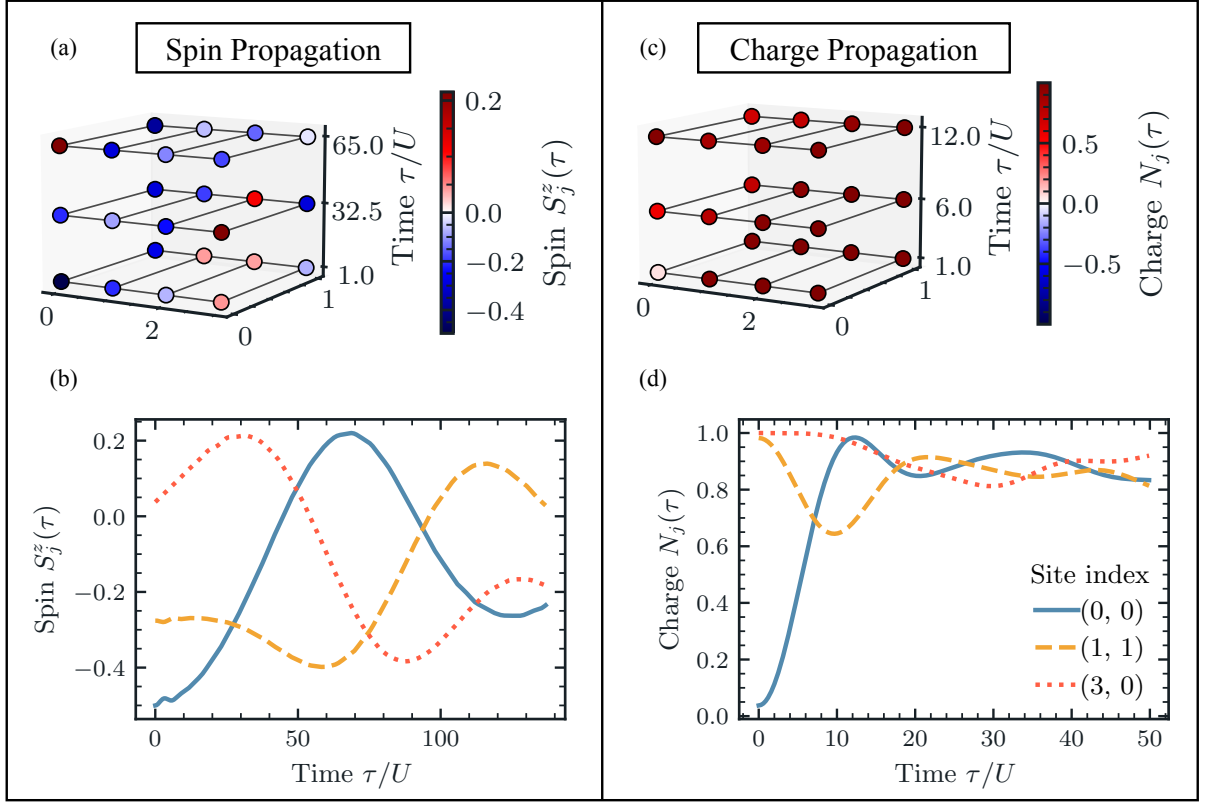 (a)
Spin Propagation
65.0
32.5
1.0
0
2
0
1
Time τ/U
0.2
0.0
−0.2
−0.4
Spin S_j^z(τ)
(b)
0.2
0.0
−0.2
−0.4
0
50
100
Spin S_j^z(τ)
Time τ/U
(c)
Charge Propagation
12.0
6.0
1.0
0
2
0
1
Time τ/U
0.5
0.0
−0.5
Charge N_j(τ)
(d)
1.0
0.8
0.6
0.4
0.2
0.0
0
10
20
30
40
50
Charge N_j(τ)
Time τ/U
Site index
(0, 0)
(1, 1)
(3, 0)